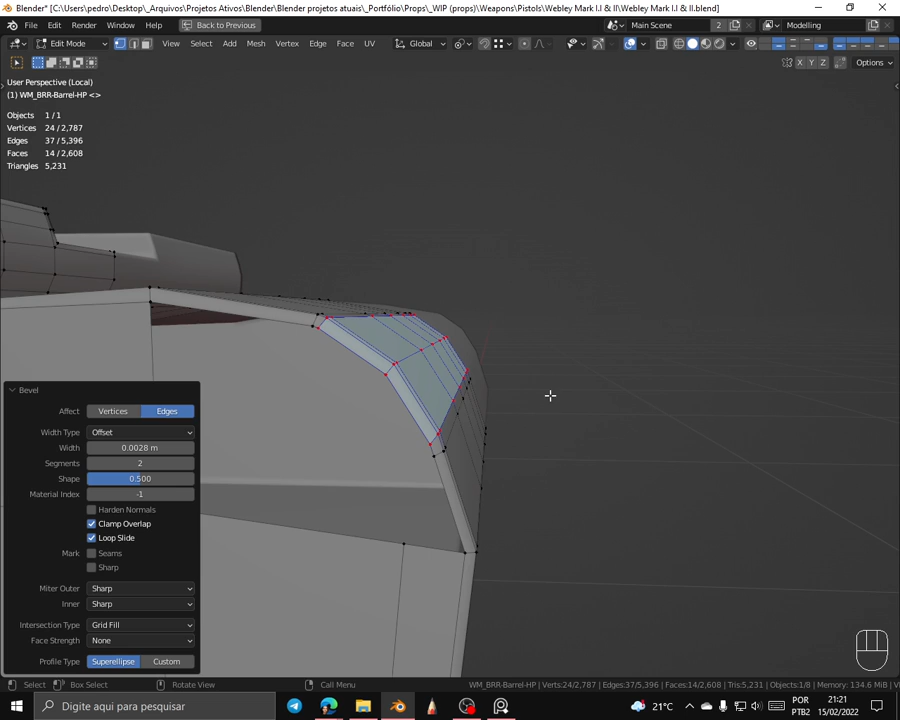 Blender* [C:\Users\pedro\Desktop\_Arquivos\Projetos Ativos\Blender\Blender projetos atuais\_Portfólio\Props\_WIP (props)\Weapons\Pistols\Webley Mark I.I & II\Webley Mark I.I & II.blend]
File Edit Render Window Help Back to Previous Main Scene 2 Modelling
Edit Mode View Select Add Mesh Vertex Edge Face UV Global
X Y Z Options
User Perspective (Local)
(1) WM_BRR-Barrel-HP <>
Objects 1/1
Vertices 24/2,787
Edges 37/5,396
Faces 14/2,608
Triangles 5,231
Bevel
Affect Vertices Edges
Width Type Offset
Width 0.0028 m
Segments 2
Shape 0.500
Material Index -1
Harden Normals
Clamp Overlap
Loop Slide
Mark Seams
Sharp
Miter Outer Sharp
Inner Sharp
Intersection Type Grid Fill
Face Strength None
Profile Type Superellipse Custom
Select Box Select Rotate View Call Menu WM_BRR-Barrel-HP | Verts:24/2,787 | Edges:37/5,396 | Faces:14/2,608 | Tris:5,231 | Objects:1/8 | Memory: 134.6 MiB
Digite aqui para pesquisar 21°C POR 21:21
PTB2 15/02/2022